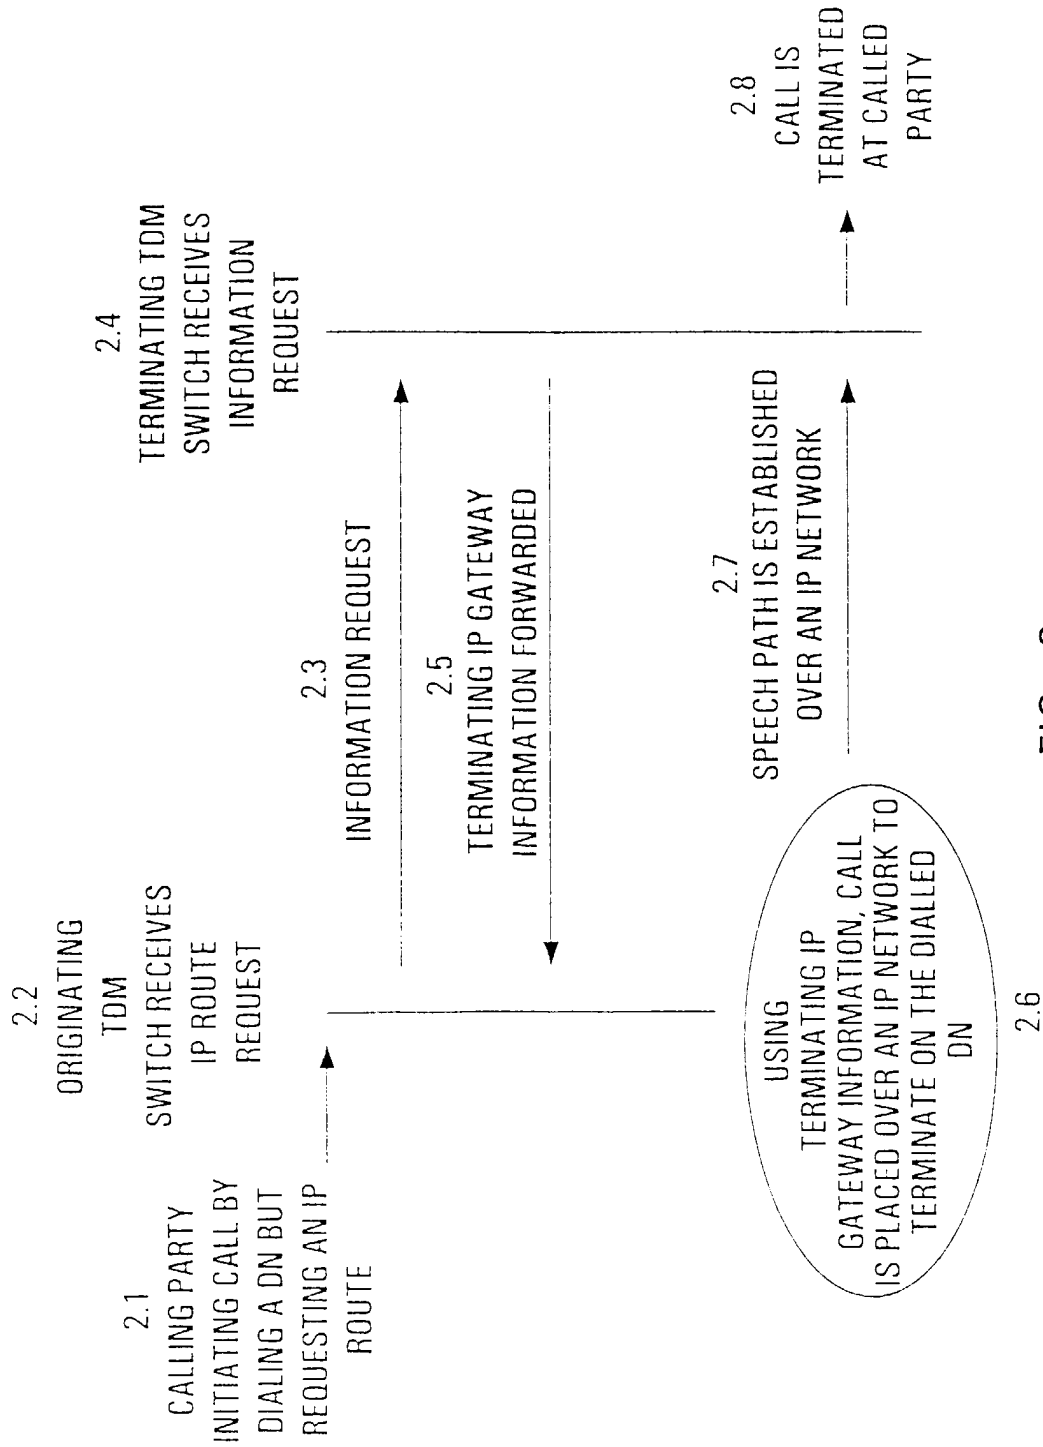 2.1
CALLING PARTY
INITIATING CALL BY
DIALING A DN BUT
REQUESTING AN IP
ROUTE
2.2
ORIGINATING
TDM
SWITCH RECEIVES
IP ROUTE
REQUEST
2.3
INFORMATION REQUEST
2.4
TERMINATING TDM
SWITCH RECEIVES
INFORMATION
REQUEST
2.5
TERMINATING IP GATEWAY
INFORMATION FORWARDED
USING
TERMINATING IP
GATEWAY INFORMATION, CALL
IS PLACED OVER AN IP NETWORK TO
TERMINATE ON THE DIALLED
DN
2.6
2.7
SPEECH PATH IS ESTABLISHED
OVER AN IP NETWORK
2.8
CALL IS
TERMINATED
AT CALLED
PARTY